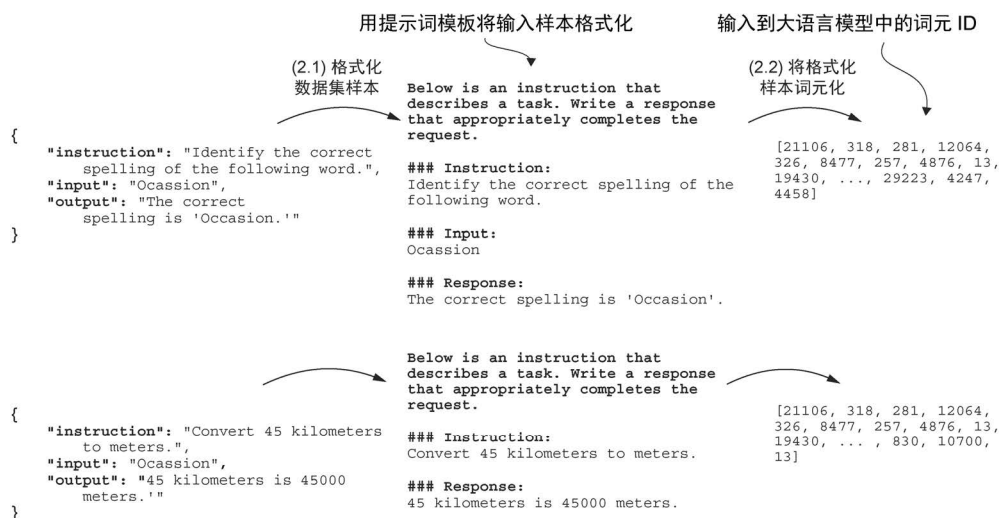 用提示词模板将输入样本格式化
输入到大语言模型中的词元 ID
(2.1) 格式化
数据集样本
(2.2) 将格式化
样本词元化
{
"instruction": "Identify the correct
spelling of the following word.",
"input": "Ocassion",
"output": "The correct
spelling is 'Occasion.'"
}
Below is an instruction that
describes a task. Write a response
that appropriately completes the
request.
### Instruction:
Identify the correct spelling of the
following word.
### Input:
Ocassion
### Response:
The correct spelling is 'Occasion'.
[21106, 318, 281, 12064,
326, 8477, 257, 4876, 13,
19430, ..., 29223, 4247,
4458]
{
"instruction": "Convert 45 kilometers
to meters.",
"input": "Ocassion",
"output": "45 kilometers is 45000
meters.'"
}
Below is an instruction that
describes a task. Write a response
that appropriately completes the
request.
### Instruction:
Convert 45 kilometers to meters.
### Response:
45 kilometers is 45000 meters.
[21106, 318, 281, 12064,
326, 8477, 257, 4876, 13,
19430, ... , 830, 10700,
13]